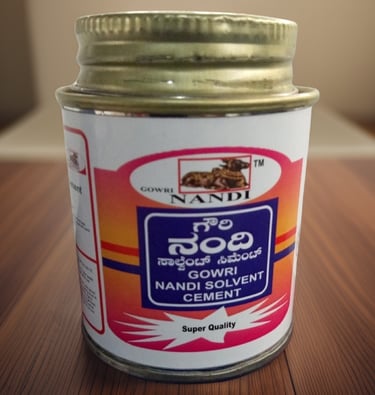 GOWRI
NANDI
TM
ಗೌರಿ
ನಂದಿ
ಸಾಲ್ವೆಂಟ್ ಸಿಮೆಂಟ್
GOWRI
NANDI SOLVENT
CEMENT
Super Quality